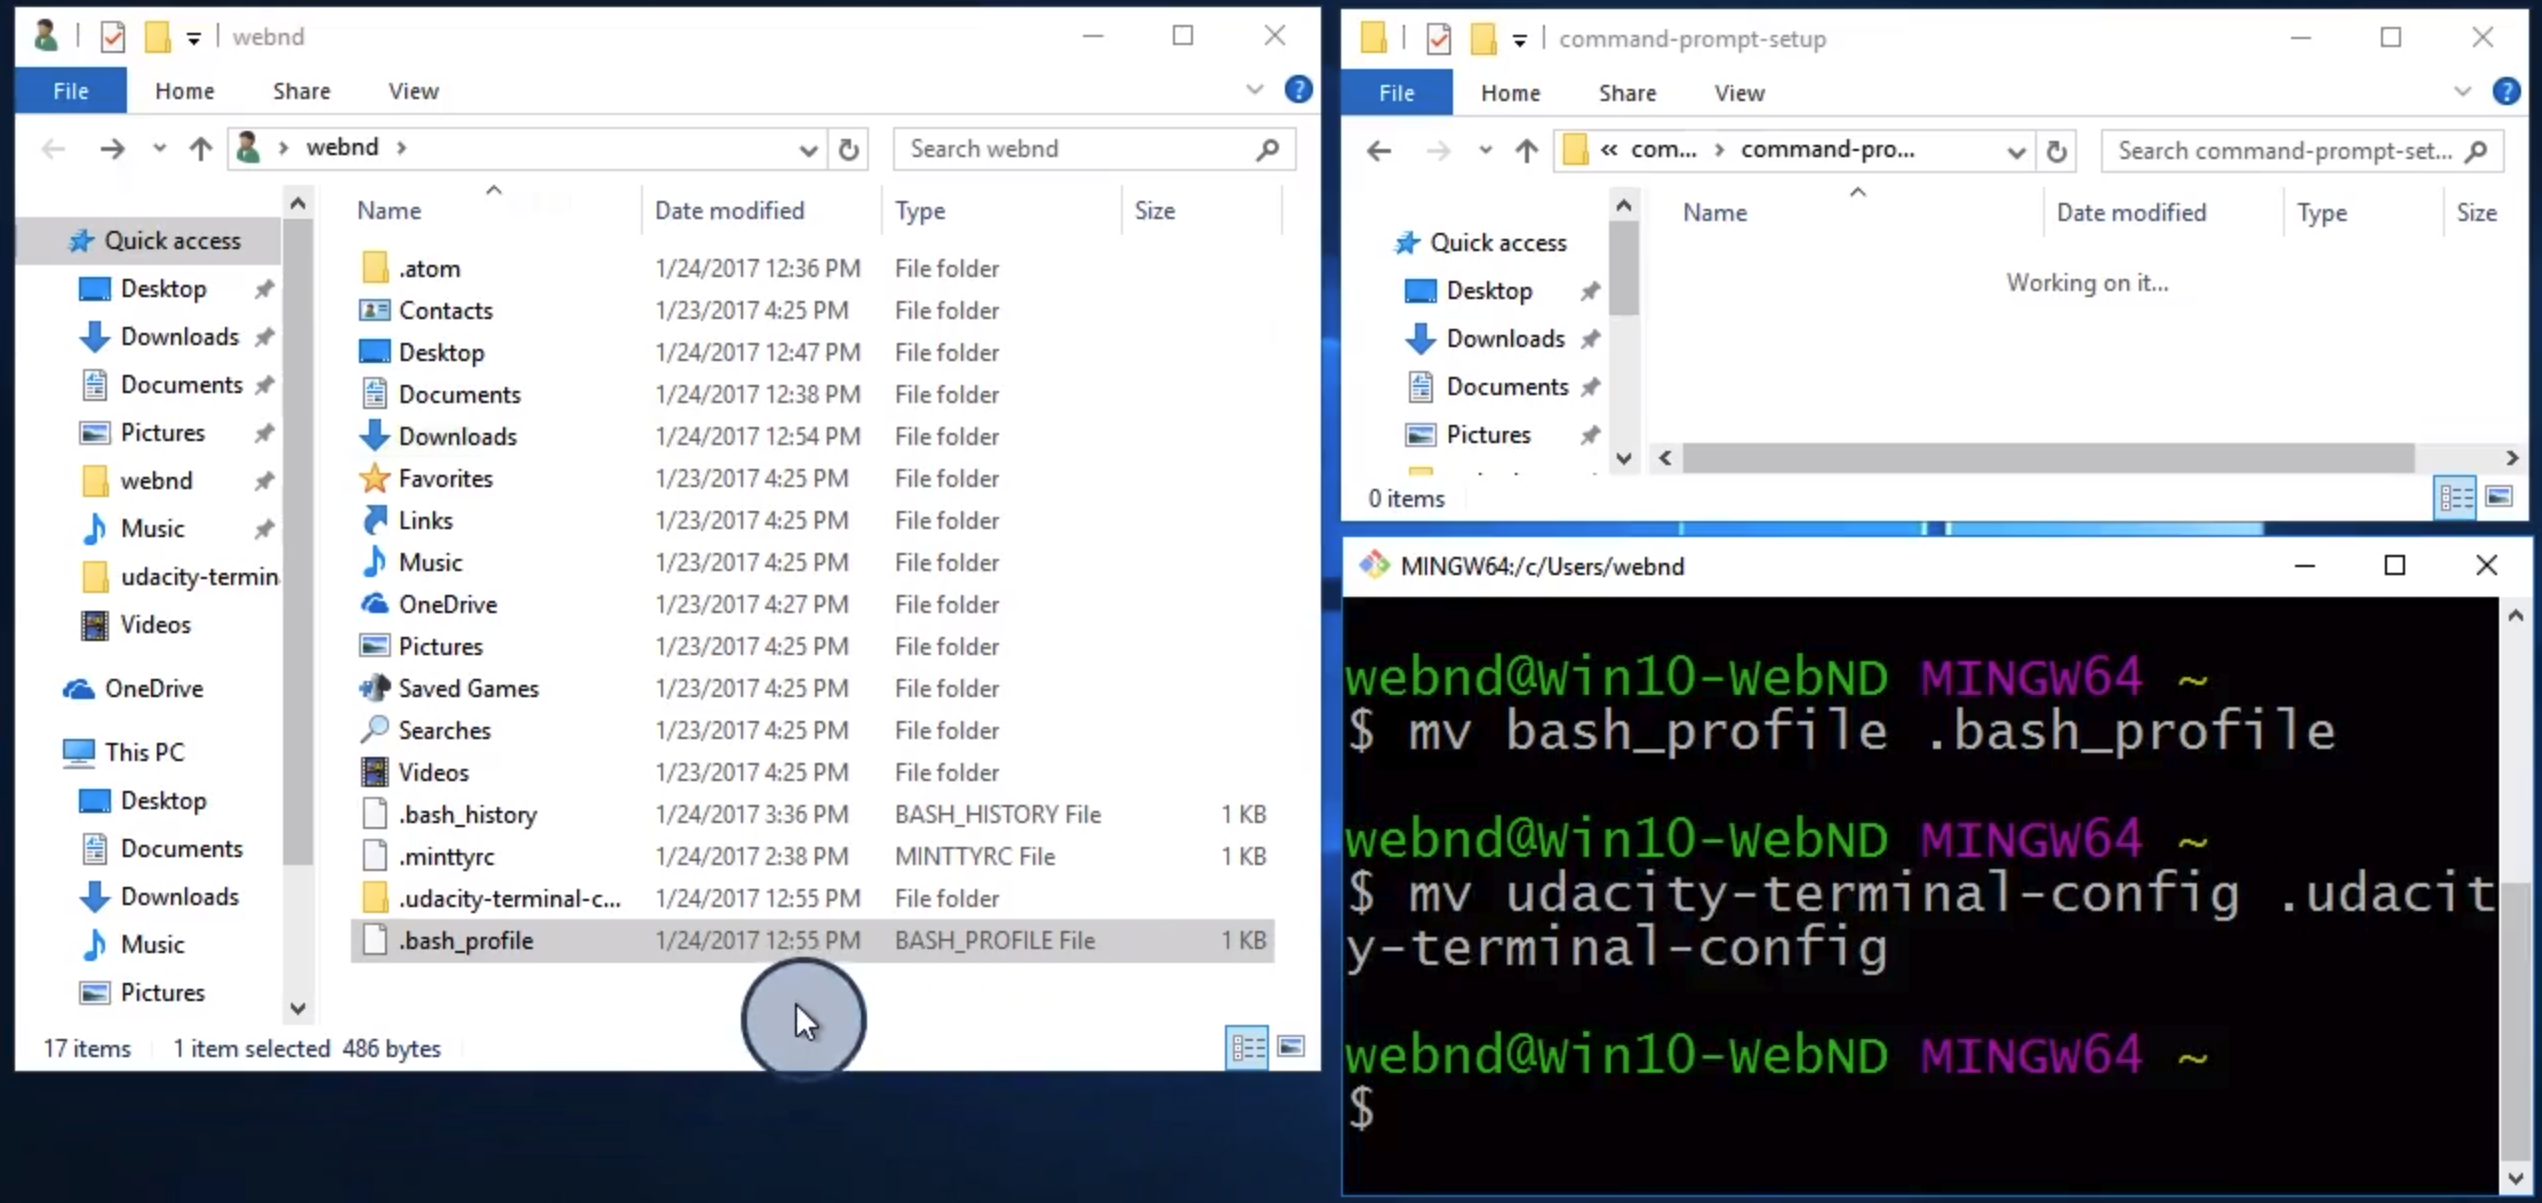 webnd
File Home Share View
webnd
Search webnd
Quick access
Desktop
Downloads
Documents
Pictures
webnd
Music
udacity-termin
Videos
OneDrive
This PC
Desktop
Documents
Downloads
Music
Pictures
Name Date modified Type Size
.atom 1/24/2017 12:36 PM File folder
Contacts 1/23/2017 4:25 PM File folder
Desktop 1/24/2017 12:47 PM File folder
Documents 1/24/2017 12:38 PM File folder
Downloads 1/24/2017 12:54 PM File folder
Favorites 1/23/2017 4:25 PM File folder
Links 1/23/2017 4:25 PM File folder
Music 1/23/2017 4:25 PM File folder
OneDrive 1/23/2017 4:27 PM File folder
Pictures 1/23/2017 4:25 PM File folder
Saved Games 1/23/2017 4:25 PM File folder
Searches 1/23/2017 4:25 PM File folder
Videos 1/23/2017 4:25 PM File folder
.bash_history 1/24/2017 3:36 PM BASH_HISTORY File 1 KB
.minttyrc 1/24/2017 2:38 PM MINTTYRC File 1 KB
.udacity-terminal-c... 1/24/2017 12:55 PM File folder
.bash_profile 1/24/2017 12:55 PM BASH_PROFILE File 1 KB
17 items 1 item selected 486 bytes
command-prompt-setup
File Home Share View
« com... command-pro...
Search command-prompt-set...
Quick access
Desktop
Downloads
Documents
Pictures
Name Date modified Type Size
Working on it...
0 items
MINGW64:/c/Users/webnd
webnd@Win10-WebND MINGW64 ~
$ mv bash_profile .bash_profile
webnd@Win10-WebND MINGW64 ~
$ mv udacity-terminal-config .udacit
y-terminal-config
webnd@Win10-WebND MINGW64 ~
$